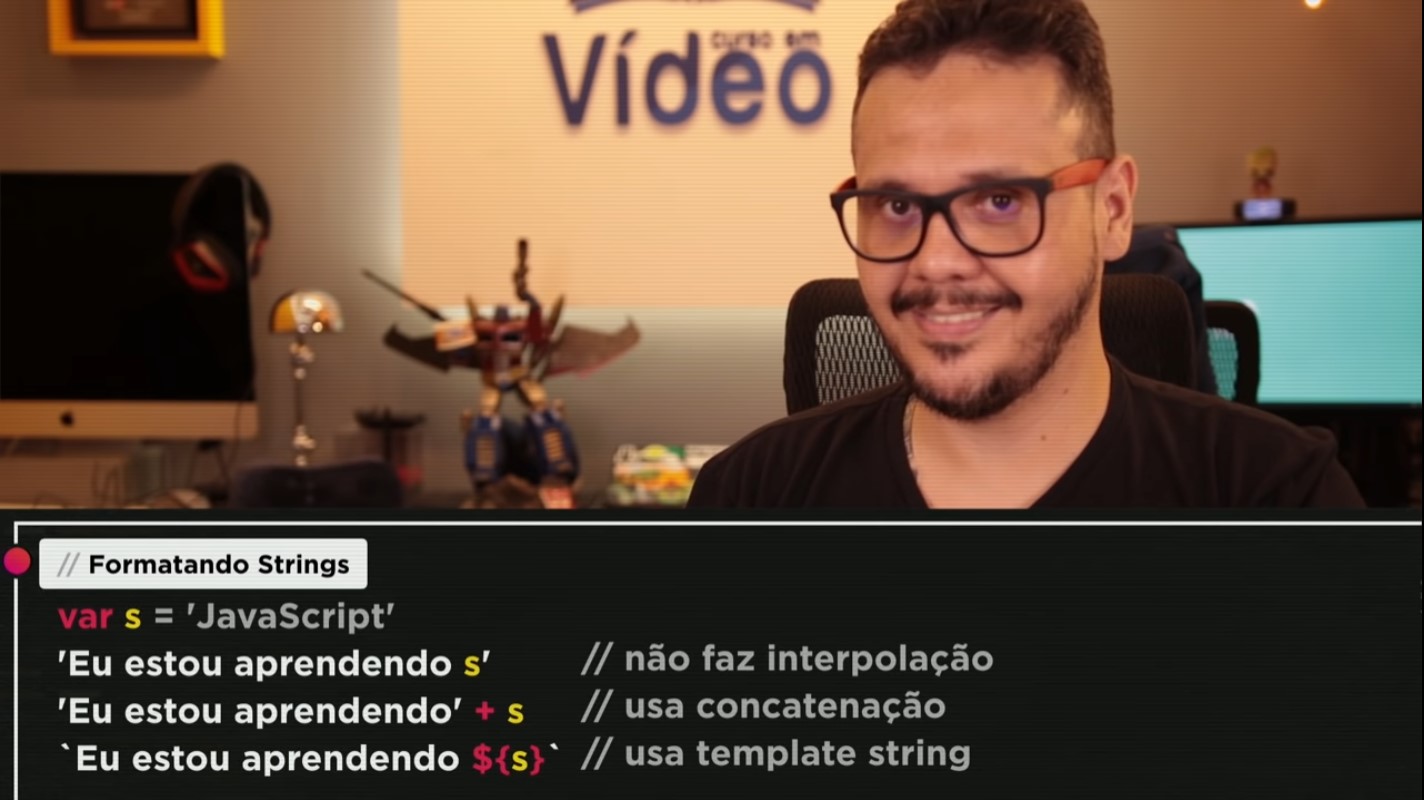 curso em
Vídeo
// Formatando Strings
var s = 'JavaScript'
'Eu estou aprendendo s' // não faz interpolação
'Eu estou aprendendo' + s // usa concatenação
`Eu estou aprendendo ${s}` // usa template string